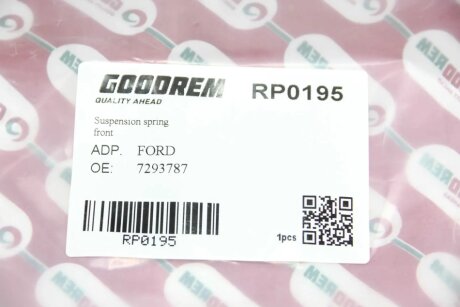 GOODREM
QUALITY AHEAD
RP0195
Suspension spring
front
ADP. FORD
OE: 7293787
RP0195
1pcs